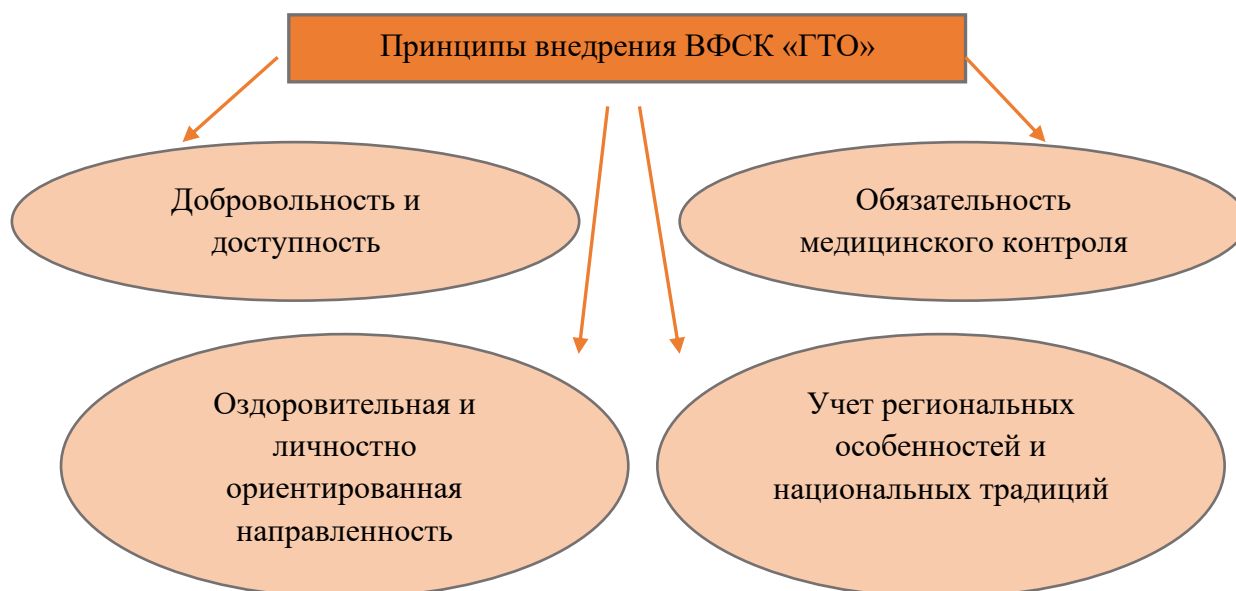 Принципы внедрения ВФСК «ГТО»
Добровольность и
доступность
Обязательность
медицинского контроля
Оздоровительная и
личностно
ориентированная
направленность
Учет региональных
особенностей и
национальных традиций